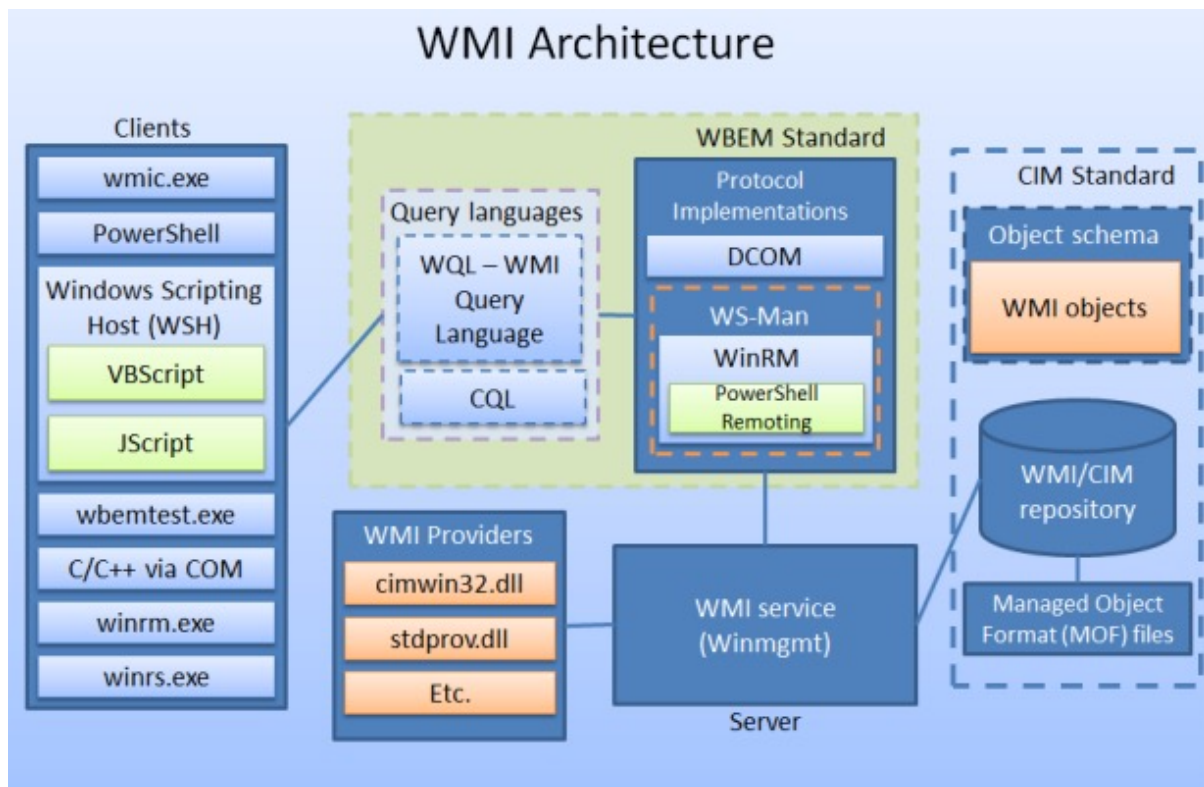 WMI Architecture
Clients
wmic.exe
PowerShell
Windows Scripting
Host (WSH)
VBScript
JScript
wbemtest.exe
C/C++ via COM
winrm.exe
winrs.exe
WBEM Standard
Query languages
WQL – WMI
Query
Language
CQL
Protocol
Implementations
DCOM
WS-Man
WinRM
PowerShell
Remoting
CIM Standard
Object schema
WMI objects
WMI/CIM
repository
Managed Object
Format (MOF) files
WMI Providers
cimwin32.dll
stdprov.dll
Etc.
WMI service
(Winmgmt)
Server